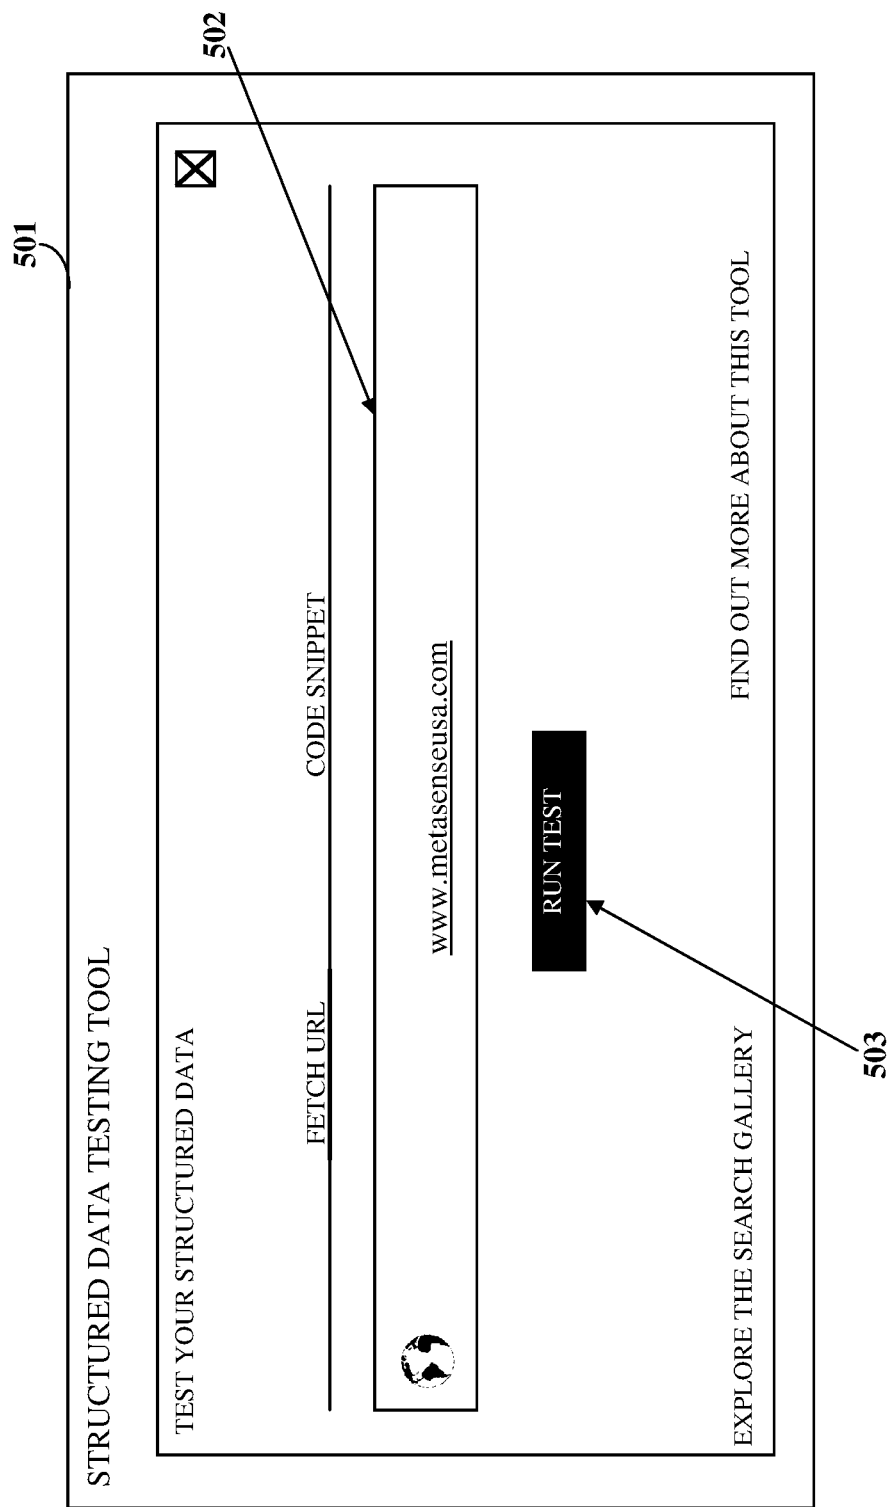 501
502
STRUCTURED DATA TESTING TOOL
TEST YOUR STRUCTURED DATA
FETCH URL
CODE SNIPPET
www.metasenseusa.com
RUN TEST
EXPLORE THE SEARCH GALLERY
FIND OUT MORE ABOUT THIS TOOL
503